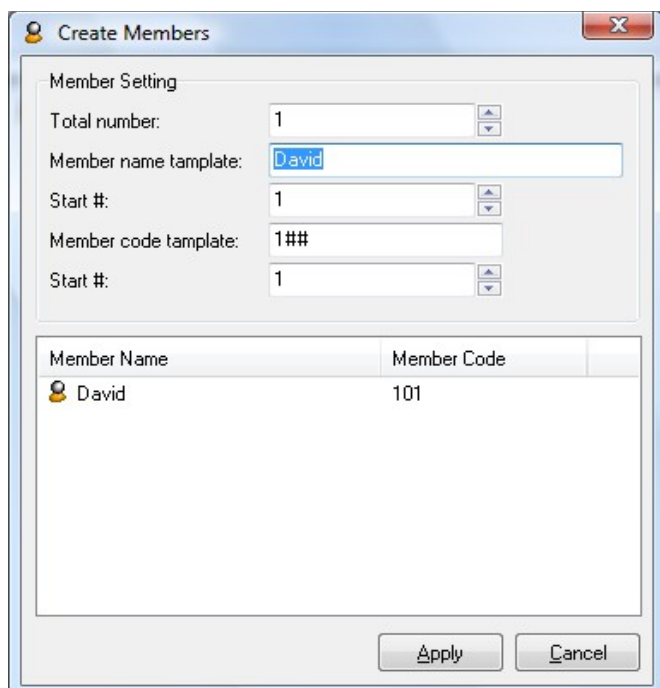 Create Members
Member Setting
Total number: 1
Member name tamplate: David
Start #: 1
Member code tamplate: 1##
Start #: 1
Member Name Member Code
David 101
Apply Cancel